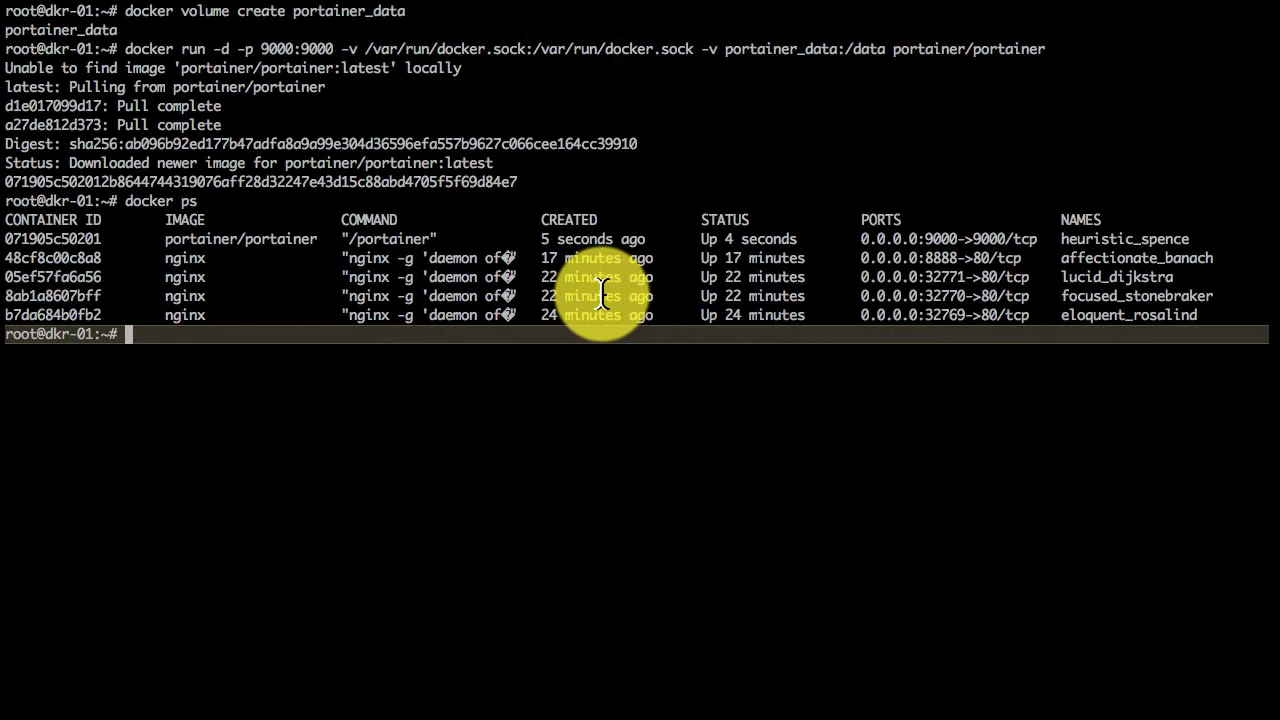 root@dkr-01:~# docker volume create portainer_data
portainer_data
root@dkr-01:~# docker run -d -p 9000:9000 -v /var/run/docker.sock:/var/run/docker.sock -v portainer_data:/data portainer/portainer
Unable to find image 'portainer/portainer:latest' locally
latest: Pulling from portainer/portainer
d1e017099d17: Pull complete
a27de812d373: Pull complete
Digest: sha256:ab096b92ed177b47adfa8a9a99e304d36596efa557b9627c066cee164cc39910
Status: Downloaded newer image for portainer/portainer:latest
071905c502012b8644744319076aff28d32247e43d15c88abd4705f5f69d84e7
root@dkr-01:~# docker ps
CONTAINER ID IMAGE COMMAND CREATED STATUS PORTS NAMES
071905c50201 portainer/portainer "/portainer" 5 seconds ago Up 4 seconds 0.0.0.0:9000->9000/tcp heuristic_spence
48cf8c00c8a8 nginx "nginx -g 'daemon of�" 17 minutes ago Up 17 minutes 0.0.0.0:8888->80/tcp affectionate_banach
05ef57fa6a56 nginx "nginx -g 'daemon of�" 22 minutes ago Up 22 minutes 0.0.0.0:32771->80/tcp lucid_dijkstra
8ab1a8607bff nginx "nginx -g 'daemon of�" 22 minutes ago Up 22 minutes 0.0.0.0:32770->80/tcp focused_stonebraker
b7da684b0fb2 nginx "nginx -g 'daemon of�" 24 minutes ago Up 24 minutes 0.0.0.0:32769->80/tcp eloquent_rosalind
root@dkr-01:~#